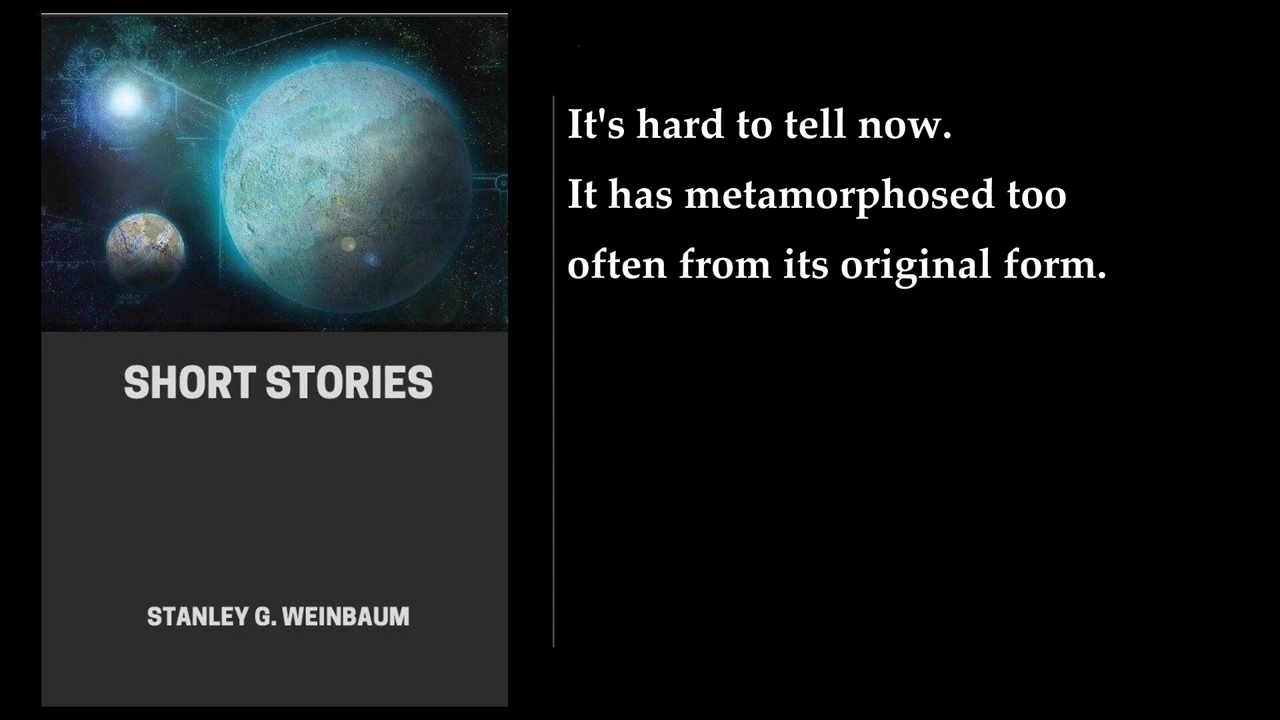 SHORT STORIES
STANLEY G. WEINBAUM
It's hard to tell now.
It has metamorphosed too
often from its original form.